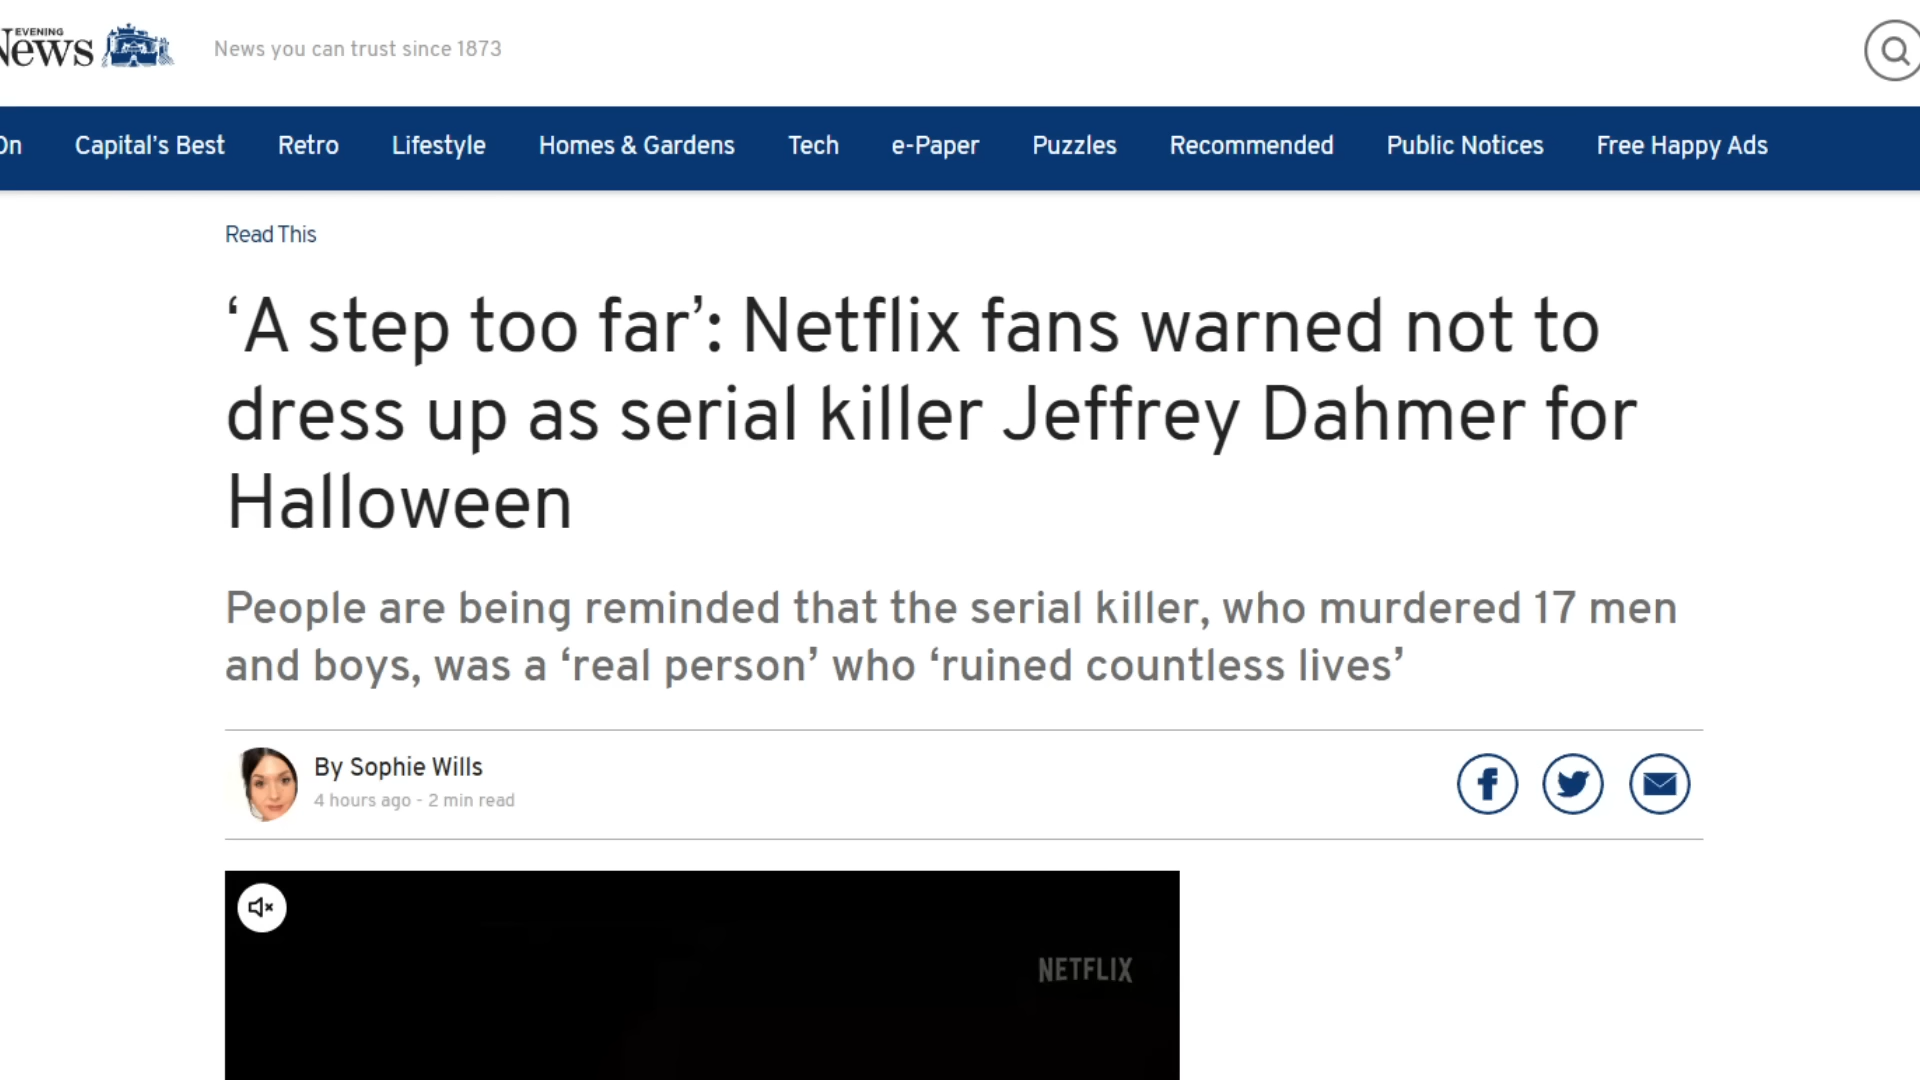 EVENING
News
News you can trust since 1873
On Capital's Best Retro Lifestyle Homes & Gardens Tech e-Paper Puzzles Recommended Public Notices Free Happy Ads
Read This
‘A step too far’: Netflix fans warned not to
dress up as serial killer Jeffrey Dahmer for
Halloween
People are being reminded that the serial killer, who murdered 17 men
and boys, was a ‘real person’ who ‘ruined countless lives’
By Sophie Wills
4 hours ago - 2 min read
NETFLIX